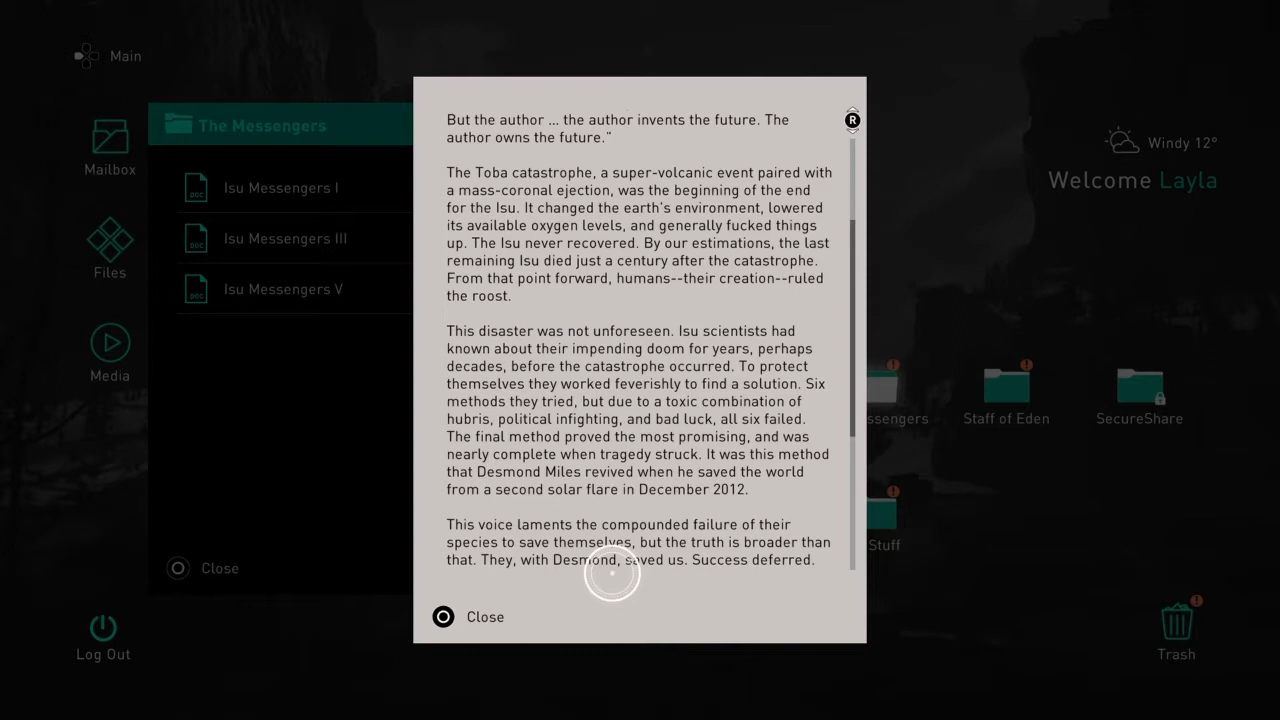 Main
The Messengers
Mailbox
Isu Messengers I
Isu Messengers III
Files
Isu Messengers V
Media
Close
Log Out
But the author ... the author invents the future. The
author owns the future."
The Toba catastrophe, a super-volcanic event paired with
a mass-coronal ejection, was the beginning of the end
for the Isu. It changed the earth's environment, lowered
its available oxygen levels, and generally fucked things
up. The Isu never recovered. By our estimations, the last
remaining Isu died just a century after the catastrophe.
From that point forward, humans--their creation--ruled
the roost.
This disaster was not unforeseen. Isu scientists had
known about their impending doom for years, perhaps
decades, before the catastrophe occurred. To protect
themselves they worked feverishly to find a solution. Six
methods they tried, but due to a toxic combination of
hubris, political infighting, and bad luck, all six failed.
The final method proved the most promising, and was
nearly complete when tragedy struck. It was this method
that Desmond Miles revived when he saved the world
from a second solar flare in December 2012.
This voice laments the compounded failure of their
species to save themselves, but the truth is broader than
that. They, with Desmond, saved us. Success deferred.
R
Close
Windy 12°
Welcome Layla
ssengers
Staff of Eden
SecureShare
Stuff
Trash
DOC
DOC
DOC